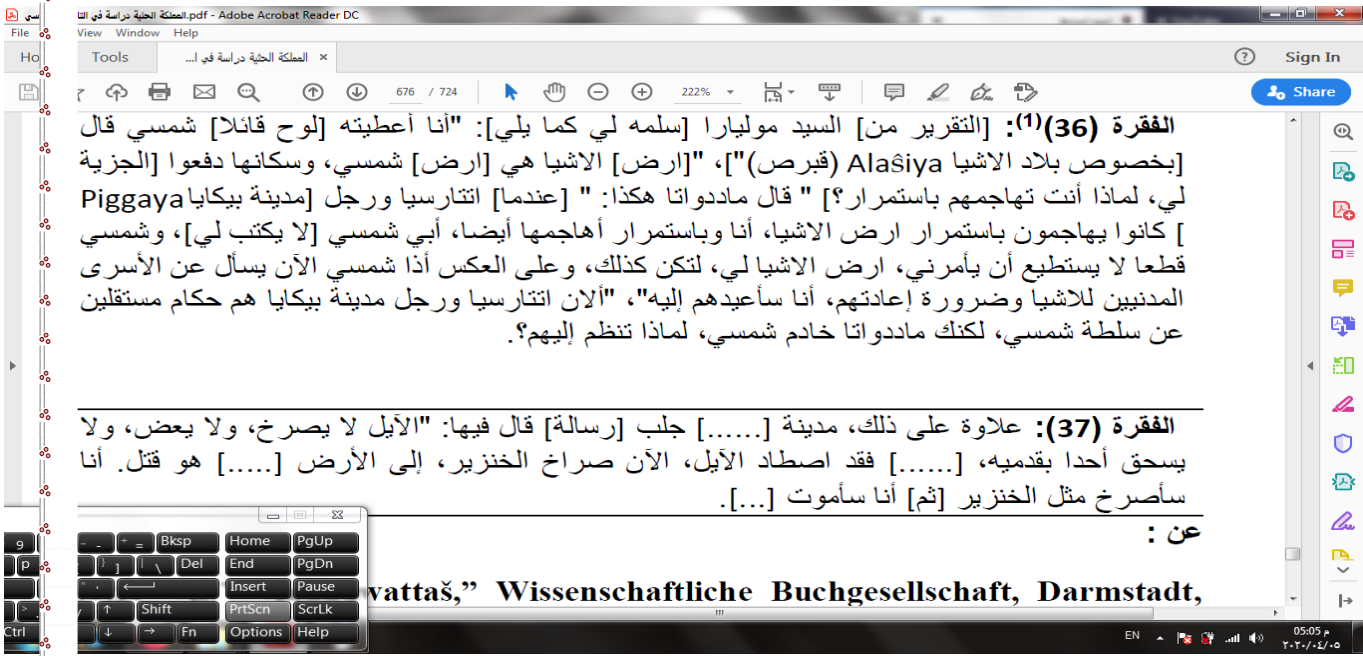 المملكة الحثية دراسة في التا سي.pdf - Adobe Acrobat Reader DC
File View Window Help
Tools
المملكة الحثية دراسة في ا... ×
Sign In
676 / 724 222% Share
الفقرة (36)(1): [التقرير من] السيد موليارا [سلمه لي كما يلي]: "أنا أعطيته [لوح قائلا] شمسي قال
[بخصوص بلاد الاشيا Alaŝiya (قبرص)"]، "[ارض] الاشيا هي [ارض] شمسي، وسكانها دفعوا [الجزية
لي، لماذا أنت تهاجمهم باستمرار؟] " قال ماددواتا هكذا: " [عندما] اتتارسيا ورجل [مدينة بيكايا Piggaya
] كانوا يهاجمون باستمرار ارض الاشيا، أنا وباستمرار أهاجمها أيضا، أبي شمسي [لا يكتب لي]، وشمسي
قطعا لا يستطيع أن يأمرني، ارض الاشيا لي، لتكن كذلك، وعلى العكس أذا شمسي الآن يسأل عن الأسرى
المدنيين للاشيا وضرورة إعادتهم، أنا سأعيدهم إليه"، "ألان اتتارسيا ورجل مدينة بيكايا هم حكام مستقلين
عن سلطة شمسي، لكنك ماددواتا خادم شمسي، لماذا تنظم إليهم؟.
الفقرة (37): علاوة على ذلك، مدينة [......] جلب [رسالة] قال فيها: "الآيل لا يصرخ، ولا يعض، ولا
يسحق أحدا بقدميه، [......] فقد اصطاد الآيل، الآن صراخ الخنزير، إلى الأرض [.....] هو قتل. أنا
سأصرخ مثل الخنزير [ثم] أنا سأموت [...].
عن :
wattaš,” Wissenschaftliche Buchgesellschaft, Darmstadt,
9 - _ + = Bksp Home PgUp
p } ] | \ Del End PgDn
" ' Insert Pause
> . / ↑ Shift PrtScn ScrLk
Ctrl ↓ → Fn Options Help
EN 05:05 م
٢٠٢٠/٠٤/٠٥